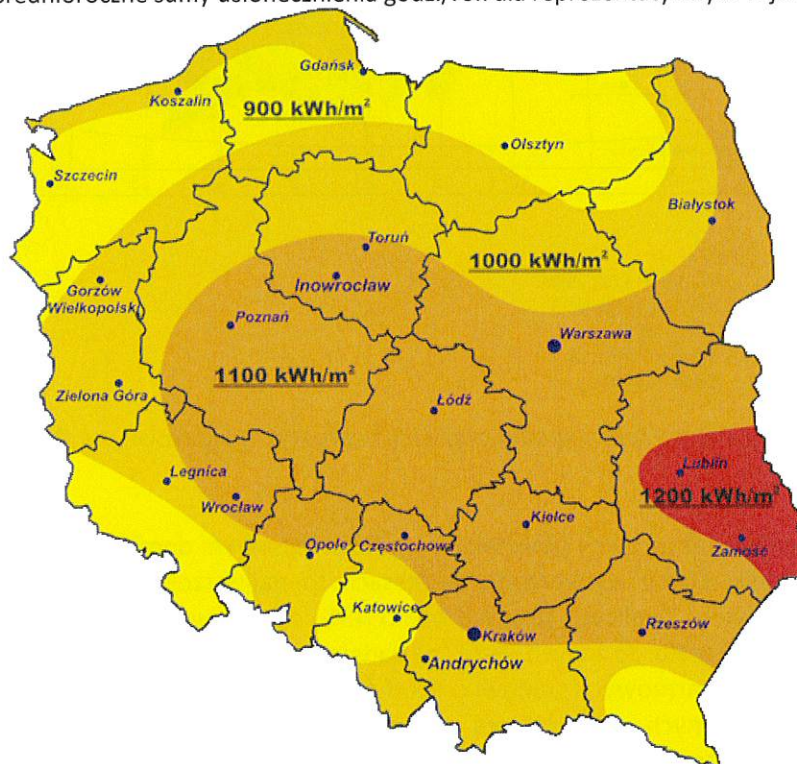 Gdańsk
Koszalin
900 kWh/m²
Olsztyn
Szczecin
Białystok
Toruń
1000 kWh/m²
Inowrocław
Gorzów
Wielkopolski
Poznań
Warszawa
1100 kWh/m²
Zielona Góra
Łódź
Legnica
Lublin
Wrocław
1200 kWh/m²
Kielce
Opole
Częstochowa
Zamość
Katowice
Kraków
Rzeszów
Andrychów